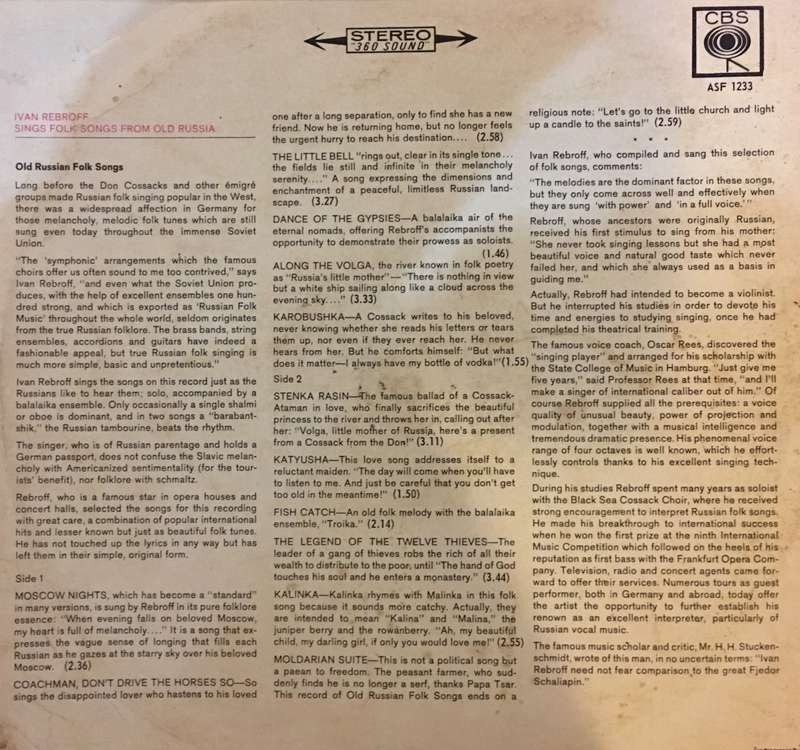 STEREO
"360 SOUND"
CBS
ASF 1233
IVAN REBROFF
SINGS FOLK SONGS FROM OLD RUSSIA
Old Russian Folk Songs
Long before the Don Cossacks and other émigré
groups made Russian folk singing popular in the West,
there was a widespread affection in Germany for
those melancholy, melodic folk tunes which are still
sung even today throughout the immense Soviet
Union.
"The 'symphonic' arrangements which the famous
choirs offer us often sound to me too contrived," says
Ivan Rebroff, "and even what the Soviet Union pro-
duces, with the help of excellent ensembles one hun-
dred strong, and which is exported as 'Russian Folk
Music' throughout the whole world, seldom originates
from the true Russian folklore. The brass bands, string
ensembles, accordions and guitars have indeed a
fashionable appeal, but true Russian folk singing is
much more simple, basic and unpretentious."
Ivan Rebroff sings the songs on this record just as the
Russians like to hear them; solo, accompanied by a
balalaika ensemble. Only occasionally a single shalmi
or oboe is dominant, and in two songs a "barabant-
shik," the Russian tambourine, beats the rhythm.
The singer, who is of Russian parentage and holds a
German passport, does not confuse the Slavic melan-
choly with Americanized sentimentality (for the tour-
ists' benefit), nor folklore with schmaltz.
Rebroff, who is a famous star in opera houses and
concert halls, selected the songs for this recording
with great care, a combination of popular international
hits and lesser known but just as beautiful folk tunes.
He has not touched up the lyrics in any way but has
left them in their simple, original form.
Side 1
MOSCOW NIGHTS, which has become a "standard"
in many versions, is sung by Rebroff in its pure folklore
essence: "When evening falls on beloved Moscow,
my heart is full of melancholy...." It is a song that ex-
presses the vague sense of longing that fills each
Russian as he gazes at the starry sky over his beloved
Moscow. (2.36)
COACHMAN, DON'T DRIVE THE HORSES SO—So
sings the disappointed lover who hastens to his loved
one after a long separation, only to find she has a new
friend. Now he is returning home, but no longer feels
the urgent hurry to reach his destination.... (2.58)
THE LITTLE BELL "rings out, clear in its single tone...
the fields lie still and infinite in their melancholy
serenity...." A song expressing the dimensions and
enchantment of a peaceful, limitless Russian land-
scape. (3.27)
DANCE OF THE GYPSIES—A balalaika air of the
eternal nomads, offering Rebroff's accompanists the
opportunity to demonstrate their prowess as soloists.
(1.46)
ALONG THE VOLGA, the river known in folk poetry
as "Russia's little mother"—"There is nothing in view
but a white ship sailing along like a cloud across the
evening sky...." (3.33)
KAROBUSHKA—A Cossack writes to his beloved,
never knowing whether she reads his letters or tears
them up, nor even if they ever reach her. He never
hears from her. But he comforts himself: "But what
does it matter—I always have my bottle of vodka!"(1.55)
Side 2
STENKA RASIN—The famous ballad of a Cossack-
Ataman in love, who finally sacrifices the beautiful
princess to the river and throws her in, calling out after
her: "Volga, little mother of Russia, here's a present
from a Cossack from the Don!" (3.11)
KATYUSHA—This love song addresses itself to a
reluctant maiden. "The day will come when you'll have
to listen to me. And just be careful that you don't get
too old in the meantime!" (1.50)
FISH CATCH—An old folk melody with the balalaika
ensemble, "Troika." (2.14)
THE LEGEND OF THE TWELVE THIEVES—The
leader of a gang of thieves robs the rich of all their
wealth to distribute to the poor, until "The hand of God
touches his soul and he enters a monastery." (3.44)
KALINKA—Kalinka rhymes with Malinka in this folk
song because it sounds more catchy. Actually, they
are intended to mean "Kalina" and "Malina," the
juniper berry and the rowanberry. "Ah, my beautiful
child, my darling girl, if only you would love me!" (2.55)
MOLDARIAN SUITE—This is not a political song but
a paean to freedom. The peasant farmer, who sud-
denly finds he is no longer a serf, thanks Papa Tsar.
This record of Old Russian Folk Songs ends on a
religious note: "Let's go to the little church and light
up a candle to the saints!" (2.59)
* * *
Ivan Rebroff, who compiled and sang this selection
of folk songs, comments:
"The melodies are the dominant factor in these songs,
but they only come across well and effectively when
they are sung 'with power' and 'in a full voice.'"
Rebroff, whose ancestors were originally Russian,
received his first stimulus to sing from his mother:
"She never took singing lessons but she had a most
beautiful voice and natural good taste which never
failed her, and which she always used as a basis in
guiding me."
Actually, Rebroff had intended to become a violinist.
But he interrupted his studies in order to devote his
time and energies to studying singing, once he had
completed his theatrical training.
The famous voice coach, Oscar Rees, discovered the
"singing player" and arranged for his scholarship with
the State College of Music in Hamburg. "Just give me
five years," said Professor Rees at that time, "and I'll
make a singer of international caliber out of him." Of
course Rebroff supplied all the prerequisites: a voice
quality of unusual beauty, power of projection and
modulation, together with a musical intelligence and
tremendous dramatic presence. His phenomenal voice
range of four octaves is well known, which he effort-
lessly controls thanks to his excellent singing tech-
nique.
During his studies Rebroff spent many years as soloist
with the Black Sea Cossack Choir, where he received
strong encouragement to interpret Russian folk songs.
He made his breakthrough to international success
when he won the first prize at the ninth International
Music Competition which followed on the heels of his
reputation as first bass with the Frankfurt Opera Com-
pany. Television, radio and concert agents came for-
ward to offer their services. Numerous tours as guest
performer, both in Germany and abroad, today offer
the artist the opportunity to further establish his
renown as an excellent interpreter, particularly of
Russian vocal music.
The famous music scholar and critic, Mr. H. H. Stucken-
schmidt, wrote of this man, in no uncertain terms: "Ivan
Rebroff need not fear comparison to the great Fjedor
Schaliapin."